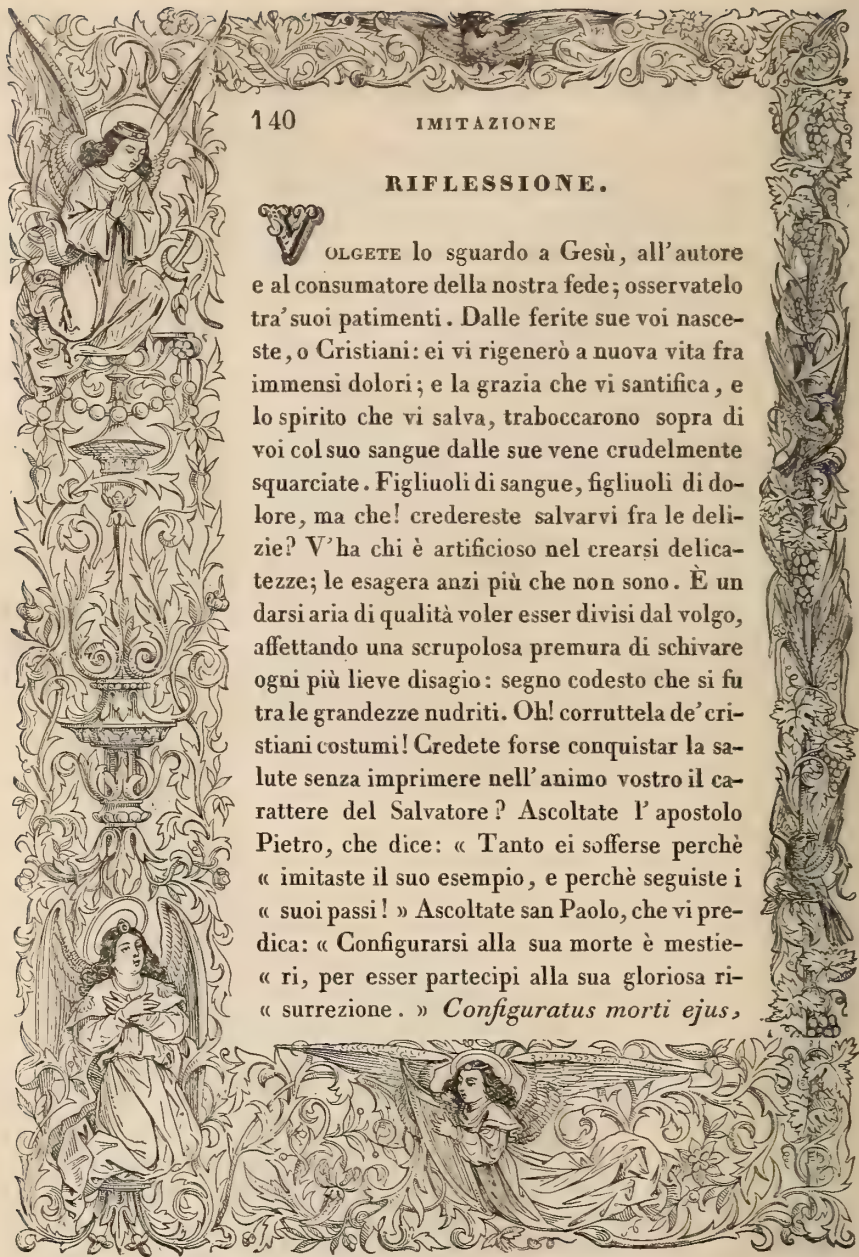 140 IMITAZIONE
RIFLESSIONE.
VOLGETE lo sguardo a Gesù, all'autore
e al consumatore della nostra fede; osservatelo
tra' suoi patimenti. Dalle ferite sue voi nasce-
ste, o Cristiani: ei vi rigenerò a nuova vita fra
immensi dolori; e la grazia che vi santifica, e
lo spirito che vi salva, traboccarono sopra di
voi col suo sangue dalle sue vene crudelmente
squarciate. Figliuoli di sangue, figliuoli di do-
lore, ma che! credereste salvarvi fra le deli-
zie? V'ha chi è artificioso nel crearsi delica-
tezze; le esagera anzi più che non sono. È un
darsi aria di qualità voler esser divisi dal volgo,
affettando una scrupolosa premura di schivare
ogni più lieve disagio: segno codesto che si fu
tra le grandezze nudriti. Oh! corruttela de' cri-
stiani costumi! Credete forse conquistar la sa-
lute senza imprimere nell'animo vostro il ca-
rattere del Salvatore? Ascoltate l'apostolo
Pietro, che dice: « Tanto ei sofferse perchè
« imitaste il suo esempio, e perchè seguiste i
« suoi passi! » Ascoltate san Paolo, che vi pre-
dica: « Configurarsi alla sua morte è mestie-
« ri, per esser partecipi alla sua gloriosa ri-
« surrezione. » Configuratus morti ejus,